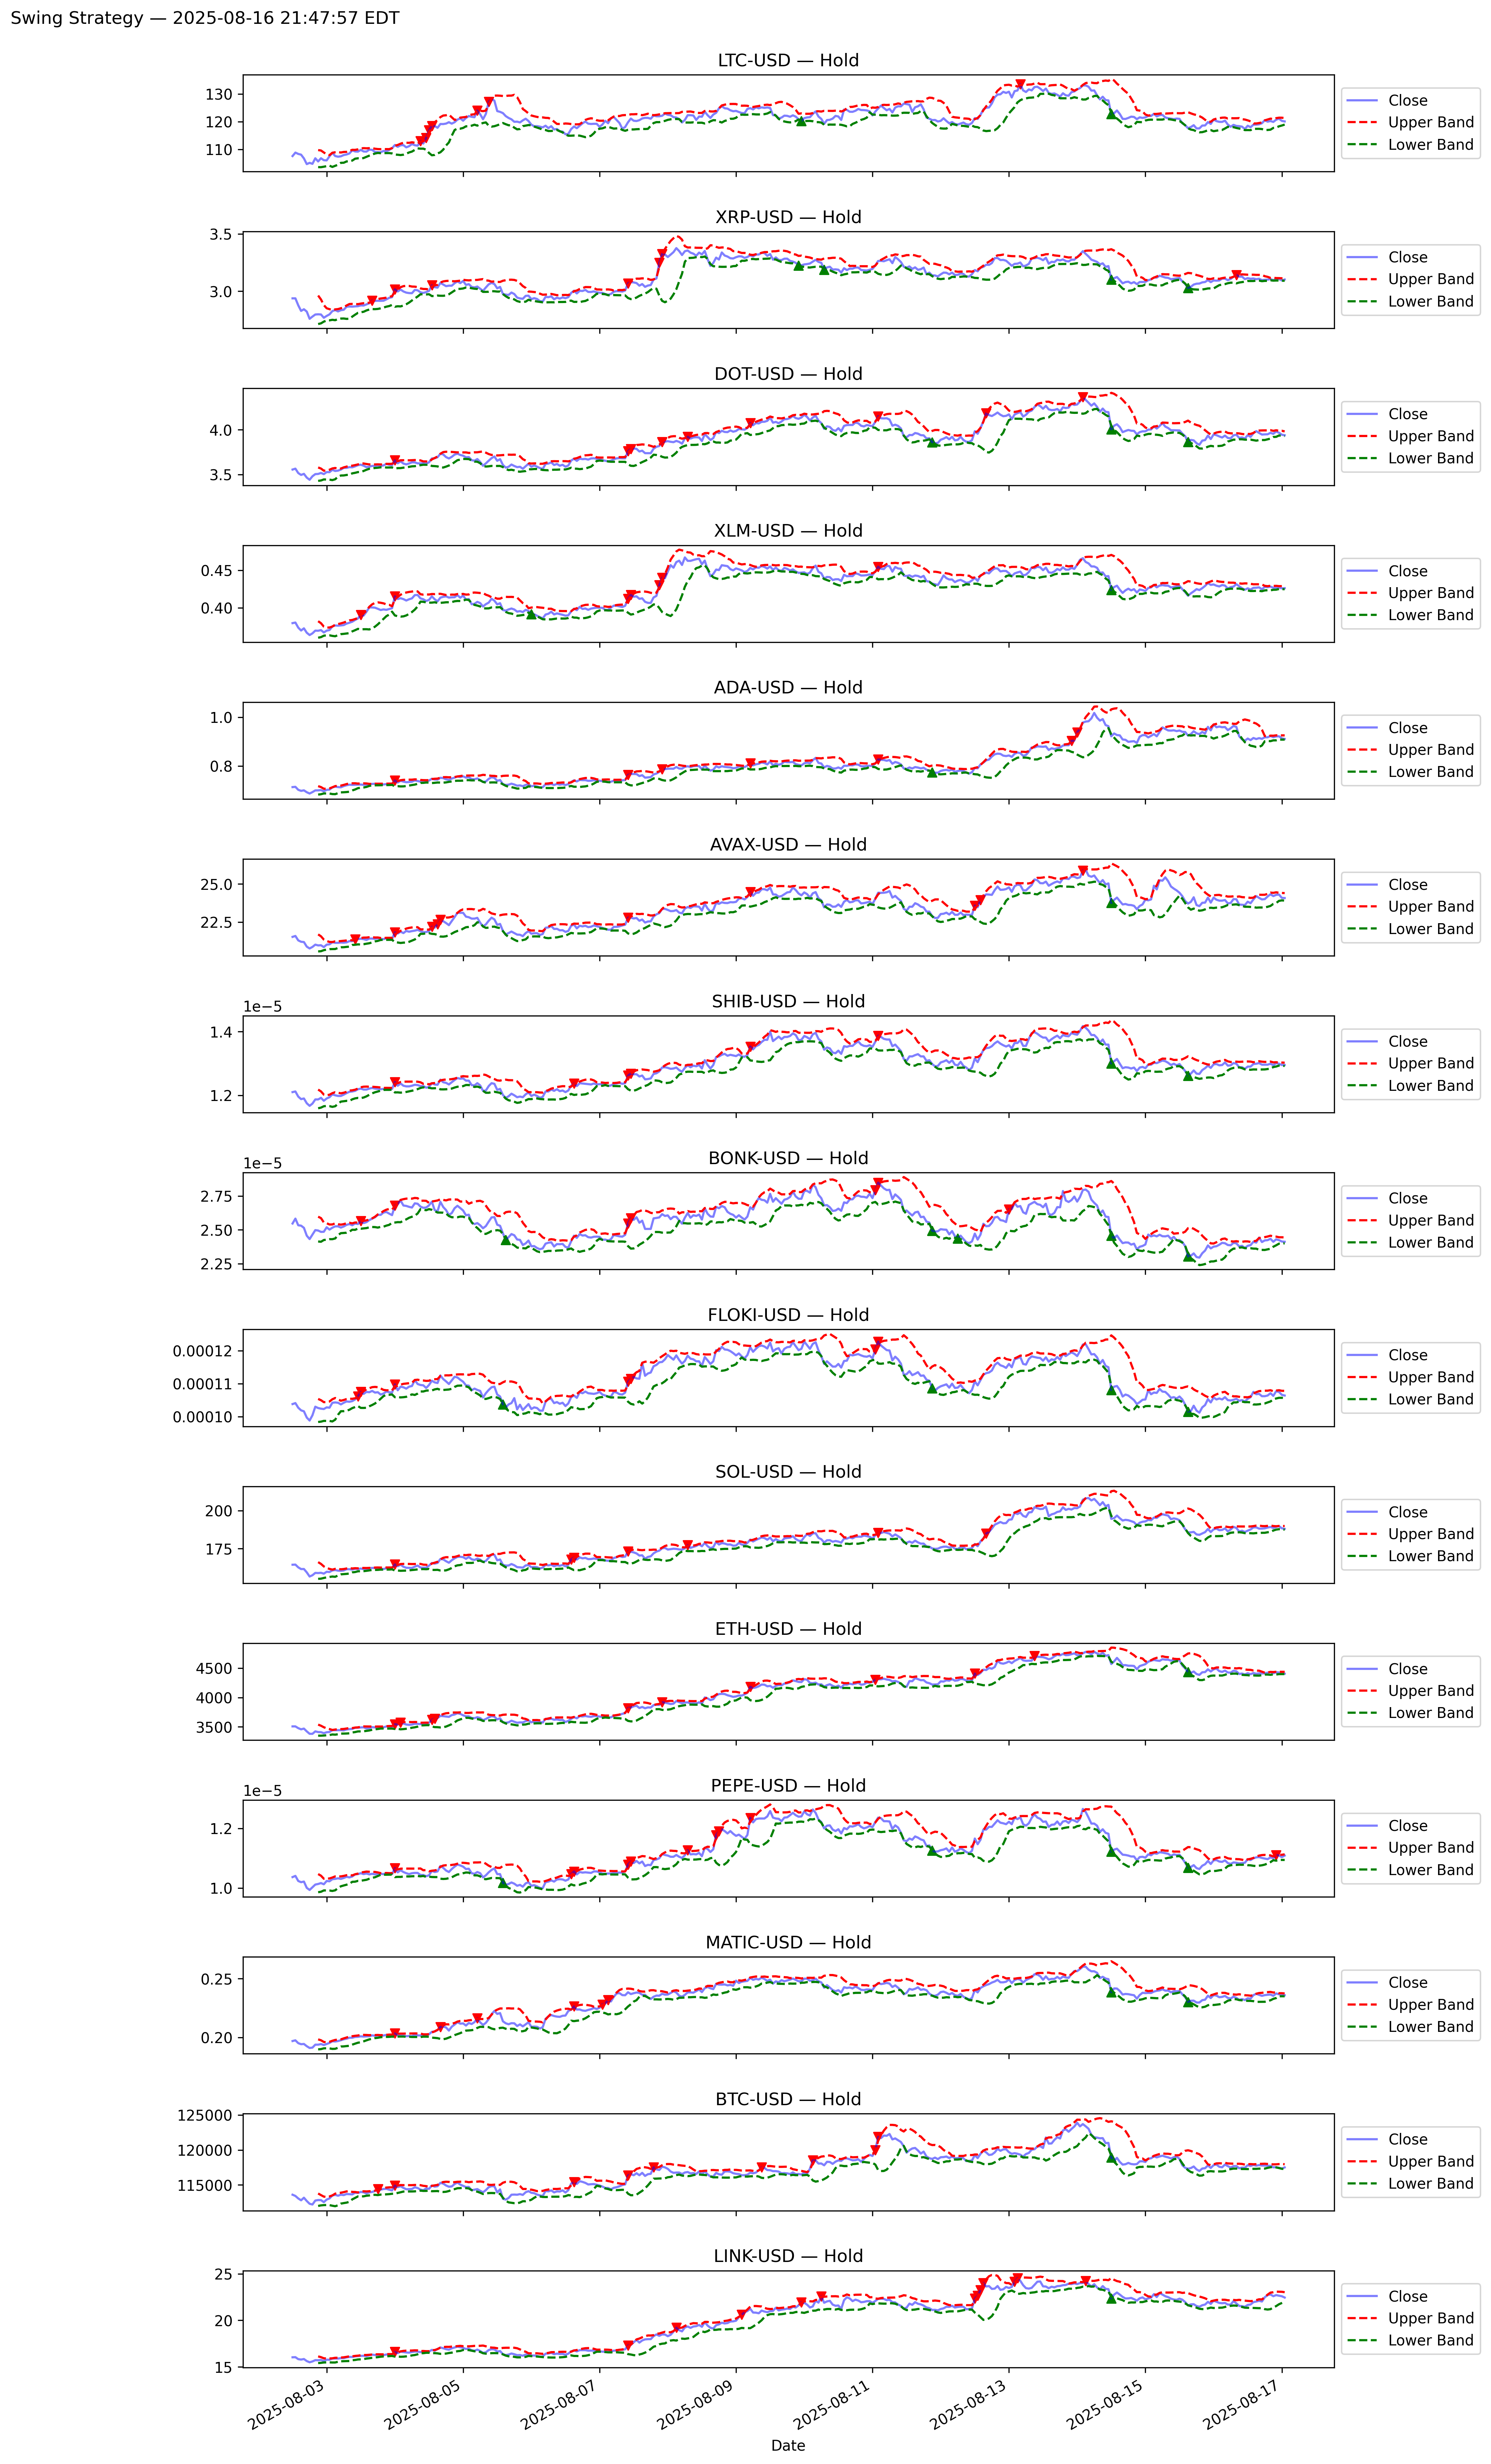 Swing Strategy — 2025-08-16 21:47:57 EDT
LTC-USD — Hold
130
120
110
Close
Upper Band
Lower Band
XRP-USD — Hold
3.5
3.0
Close
Upper Band
Lower Band
DOT-USD — Hold
4.0
3.5
Close
Upper Band
Lower Band
XLM-USD — Hold
0.45
0.40
Close
Upper Band
Lower Band
ADA-USD — Hold
1.0
0.8
Close
Upper Band
Lower Band
AVAX-USD — Hold
25.0
22.5
Close
Upper Band
Lower Band
SHIB-USD — Hold
1e−5
1.4
1.2
Close
Upper Band
Lower Band
BONK-USD — Hold
1e−5
2.75
2.50
2.25
Close
Upper Band
Lower Band
FLOKI-USD — Hold
0.00012
0.00011
0.00010
Close
Upper Band
Lower Band
SOL-USD — Hold
200
175
Close
Upper Band
Lower Band
ETH-USD — Hold
4500
4000
3500
Close
Upper Band
Lower Band
PEPE-USD — Hold
1e−5
1.2
1.0
Close
Upper Band
Lower Band
MATIC-USD — Hold
0.25
0.20
Close
Upper Band
Lower Band
BTC-USD — Hold
125000
120000
115000
Close
Upper Band
Lower Band
LINK-USD — Hold
25
20
15
Close
Upper Band
Lower Band
2025-08-03
2025-08-05
2025-08-07
2025-08-09
2025-08-11
2025-08-13
2025-08-15
2025-08-17
Date